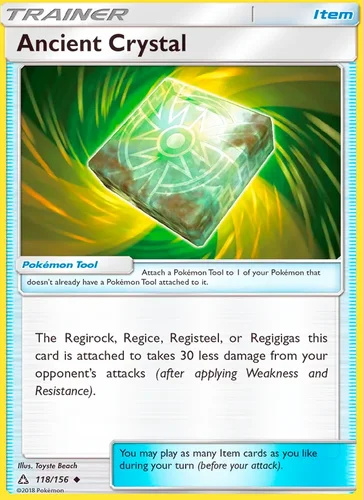 TRAINER Item
Ancient Crystal
Pokémon Tool
Attach a Pokémon Tool to 1 of your Pokémon that
doesn't already have a Pokémon Tool attached to it.
The Regirock, Regice, Registeel, or Regigigas this
card is attached to takes 30 less damage from your
opponent's attacks (after applying Weakness and
Resistance).
Illus. Toyste Beach
118/156
©2018 Pokémon
You may play as many Item cards as you like
during your turn (before your attack).